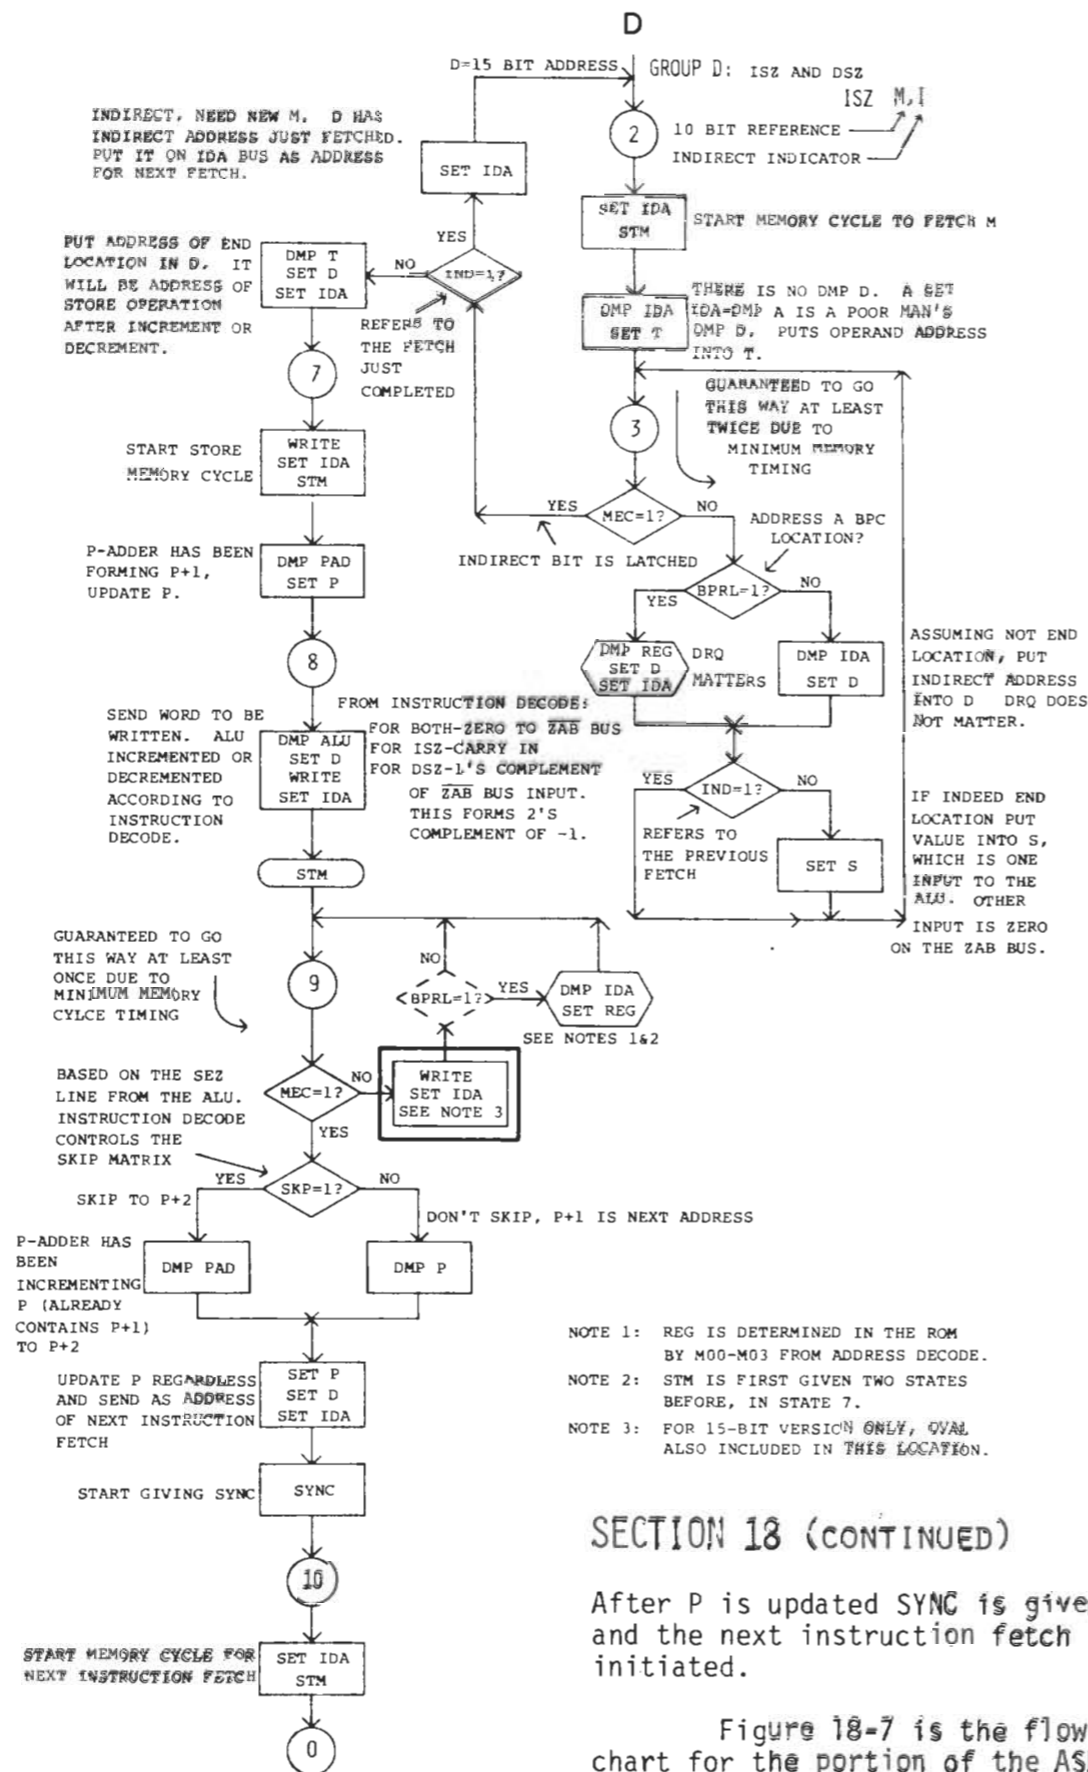 D
D=15 BIT ADDRESS
GROUP D: ISZ AND DSZ
ISZ M,I
2
10 BIT REFERENCE
INDIRECT INDICATOR
INDIRECT, NEED NEW M. D HAS
INDIRECT ADDRESS JUST FETCHED.
PUT IT ON IDA BUS AS ADDRESS
FOR NEXT FETCH.
SET IDA
SET IDA
STM
START MEMORY CYCLE TO FETCH M
YES
IND=1?
NO
REFERS TO
THE FETCH
JUST
COMPLETED
PUT ADDRESS OF END
LOCATION IN D. IT
WILL BE ADDRESS OF
STORE OPERATION
AFTER INCREMENT OR
DECREMENT.
DMP T
SET D
SET IDA
DMP IDA
SET T
THERE IS NO DMP D. A SET
IDA-DMP A IS A POOR MAN'S
DMP D. PUTS OPERAND ADDRESS
INTO T.
GUARANTEED TO GO
THIS WAY AT LEAST
TWICE DUE TO
MINIMUM MEMORY
TIMING
3
YES
MEC=1?
NO
INDIRECT BIT IS LATCHED
ADDRESS A BPC
LOCATION?
YES
BPRL=1?
NO
DMP REG
SET D
SET IDA
DRQ
MATTERS
DMP IDA
SET D
ASSUMING NOT END
LOCATION, PUT
INDIRECT ADDRESS
INTO D DRQ DOES
NOT MATTER.
YES
IND=1?
NO
REFERS TO
THE PREVIOUS
FETCH
SET S
IF INDEED END
LOCATION PUT
VALUE INTO S,
WHICH IS ONE
INPUT TO THE
ALU. OTHER
INPUT IS ZERO
ON THE ZAB BUS.
7
START STORE
MEMORY CYCLE
WRITE
SET IDA
STM
P-ADDER HAS BEEN
FORMING P+1,
UPDATE P.
DMP PAD
SET P
8
SEND WORD TO BE
WRITTEN. ALU
INCREMENTED OR
DECREMENTED
ACCORDING TO
INSTRUCTION
DECODE.
DMP ALU
SET D
WRITE
SET IDA
FROM INSTRUCTION DECODE:
FOR BOTH-ZERO TO ZAB BUS
FOR ISZ-CARRY IN
FOR DSZ-1'S COMPLEMENT
OF ZAB BUS INPUT.
THIS FORMS 2'S
COMPLEMENT OF -1.
STM
GUARANTEED TO GO
THIS WAY AT LEAST
ONCE DUE TO
MINIMUM MEMORY
CYLCE TIMING
9
NO
BPRL=1?
YES
DMP IDA
SET REG
SEE NOTES 1&2
MEC=1?
NO
YES
WRITE
SET IDA
SEE NOTE 3
BASED ON THE SEZ
LINE FROM THE ALU.
INSTRUCTION DECODE
CONTROLS THE
SKIP MATRIX
YES
SKP=1?
NO
SKIP TO P+2
DON'T SKIP, P+1 IS NEXT ADDRESS
P-ADDER HAS
BEEN
INCREMENTING
P (ALREADY
CONTAINS P+1)
TO P+2
DMP PAD
DMP P
UPDATE P REGARDLESS
AND SEND AS ADDRESS
OF NEXT INSTRUCTION
FETCH
SET P
SET D
SET IDA
START GIVING SYNC
SYNC
10
START MEMORY CYCLE FOR
NEXT INSTRUCTION FETCH
SET IDA
STM
0
NOTE 1: REG IS DETERMINED IN THE ROM
BY M00-M03 FROM ADDRESS DECODE.
NOTE 2: STM IS FIRST GIVEN TWO STATES
BEFORE, IN STATE 7.
NOTE 3: FOR 15-BIT VERSION ONLY, OVAL
ALSO INCLUDED IN THIS LOCATION.
SECTION 18 (CONTINUED)
After P is updated SYNC is give
and the next instruction fetch
initiated.
Figure 18-7 is the flow
chart for the portion of the AS